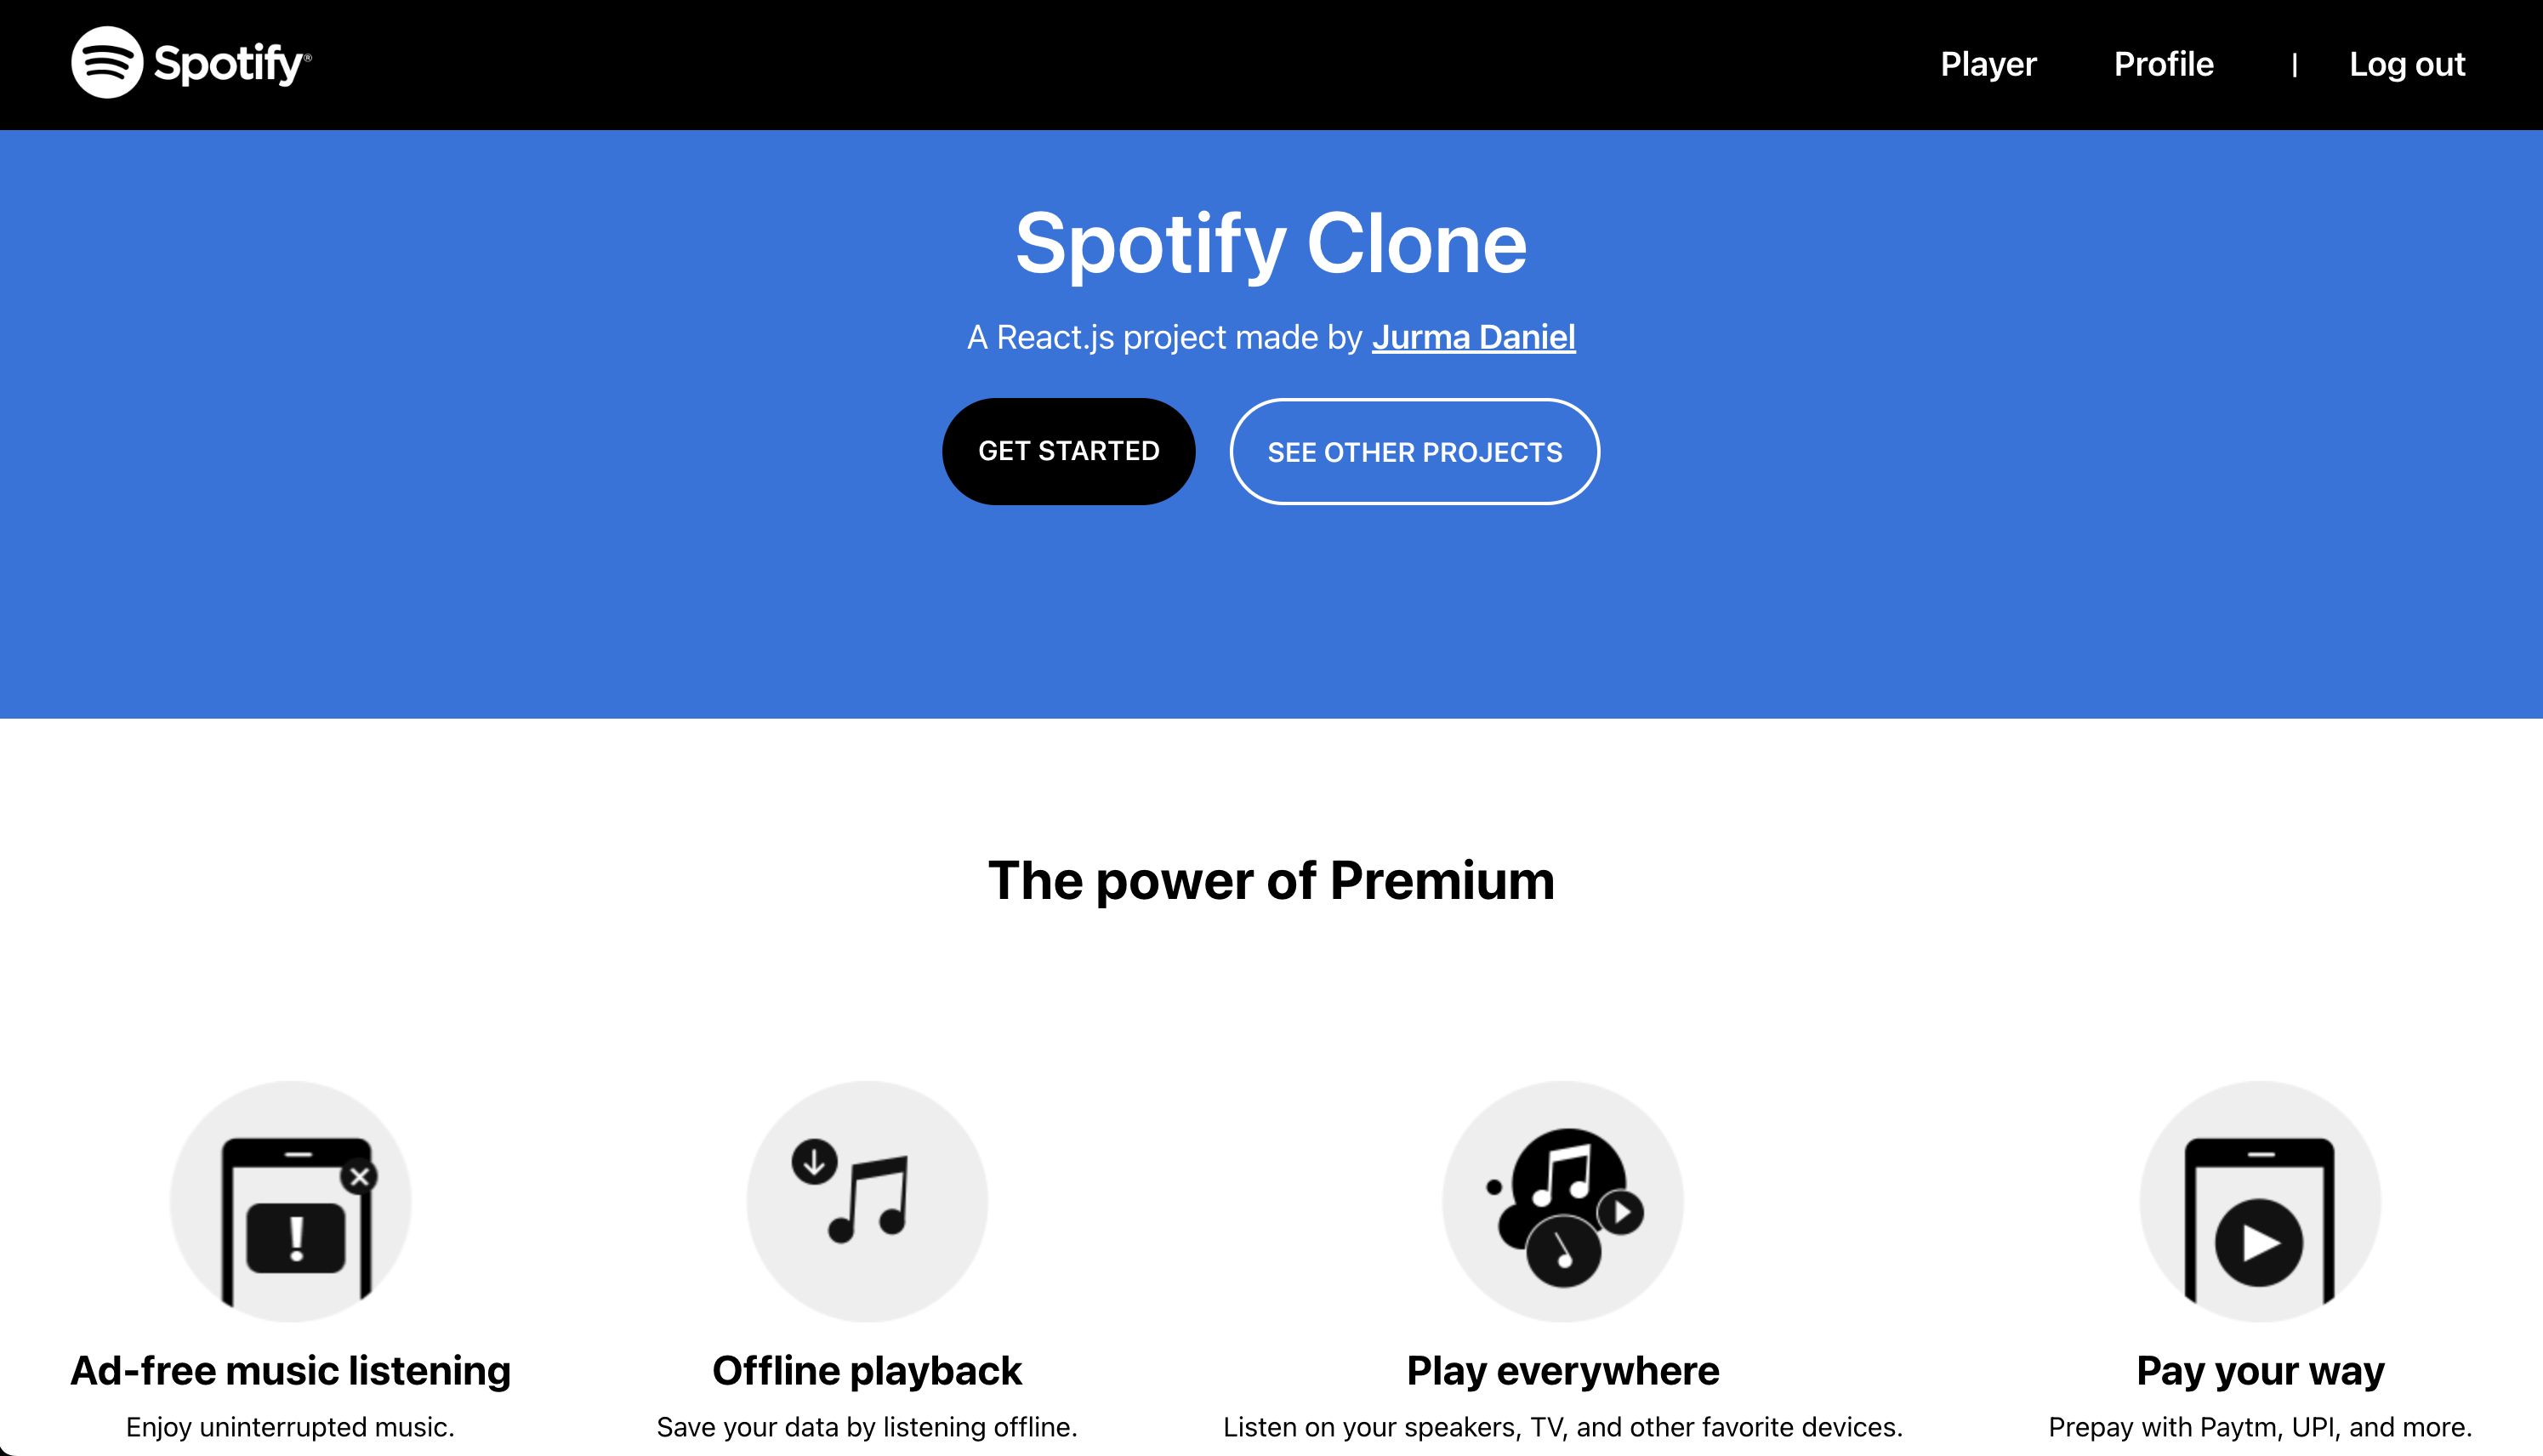 Spotify®
Player Profile | Log out
Spotify Clone
A React.js project made by Jurma Daniel
GET STARTED SEE OTHER PROJECTS
The power of Premium
Ad-free music listening Offline playback Play everywhere Pay your way
Enjoy uninterrupted music. Save your data by listening offline. Listen on your speakers, TV, and other favorite devices. Prepay with Paytm, UPI, and more.